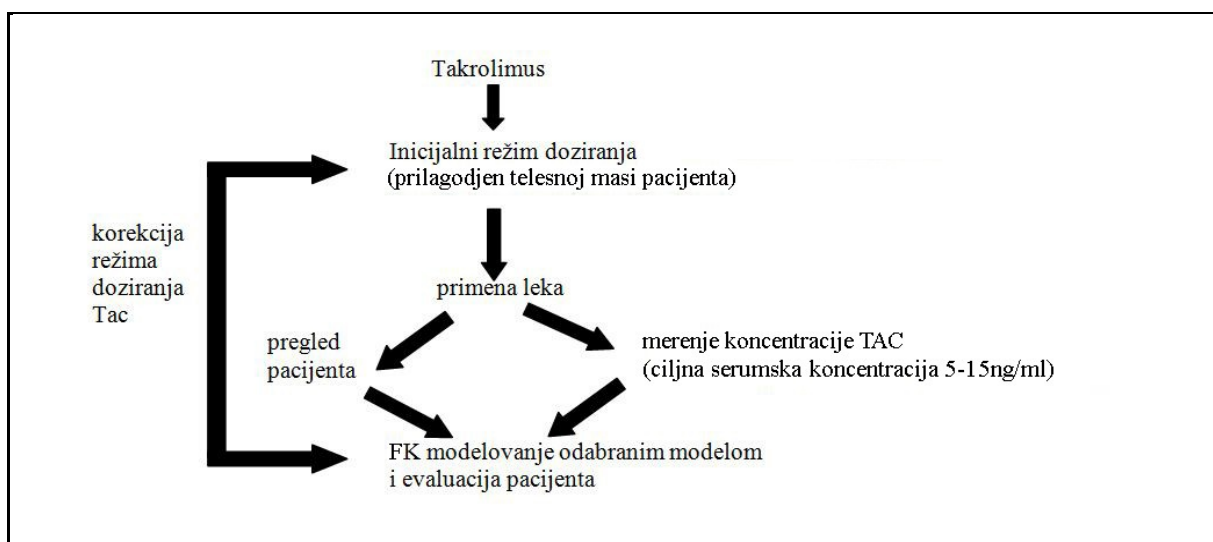 Takrolimus
Inicijalni režim doziranja
(prilagodjen telesnoj masi pacijenta)
korekcija
režima
doziranja
Tac
primena leka
pregled
pacijenta
merenje koncentracije TAC
(ciljna serumska koncentracija 5-15ng/ml)
FK modelovanje odabranim modelom
i evaluacija pacijenta